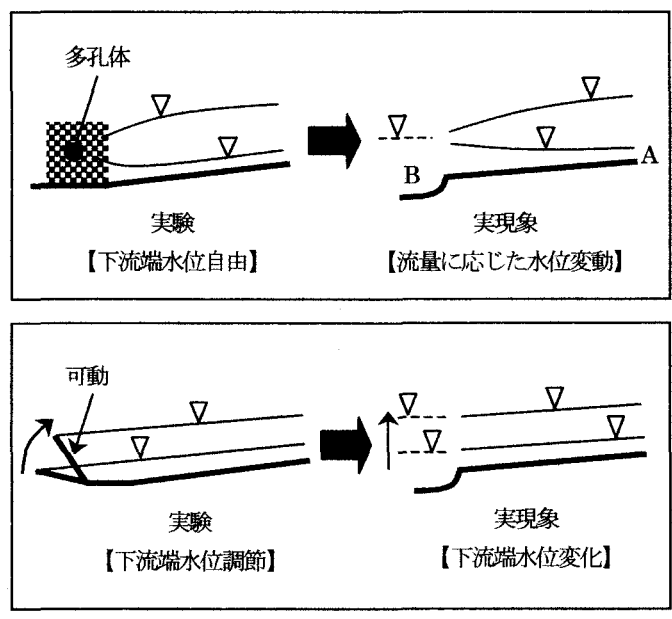 多孔体
A
B
実験
実現象
【下流端水位自由】
【流量に応じた水位変動】
可動
実験
実現象
【下流端水位調節】
【下流端水位変化】